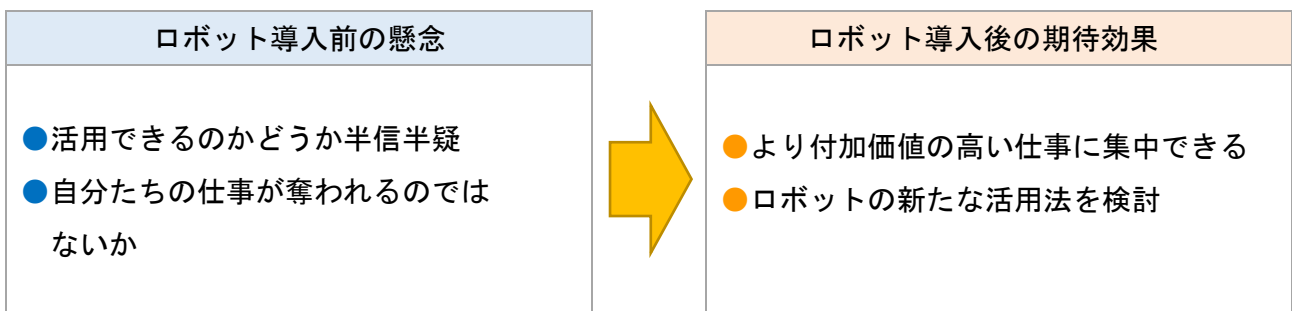 ロボット導入前の懸念
●活用できるのかどうか半信半疑
●自分たちの仕事が奪われるのでは
ないか
ロボット導入後の期待効果
●より付加価値の高い仕事に集中できる
●ロボットの新たな活用法を検討